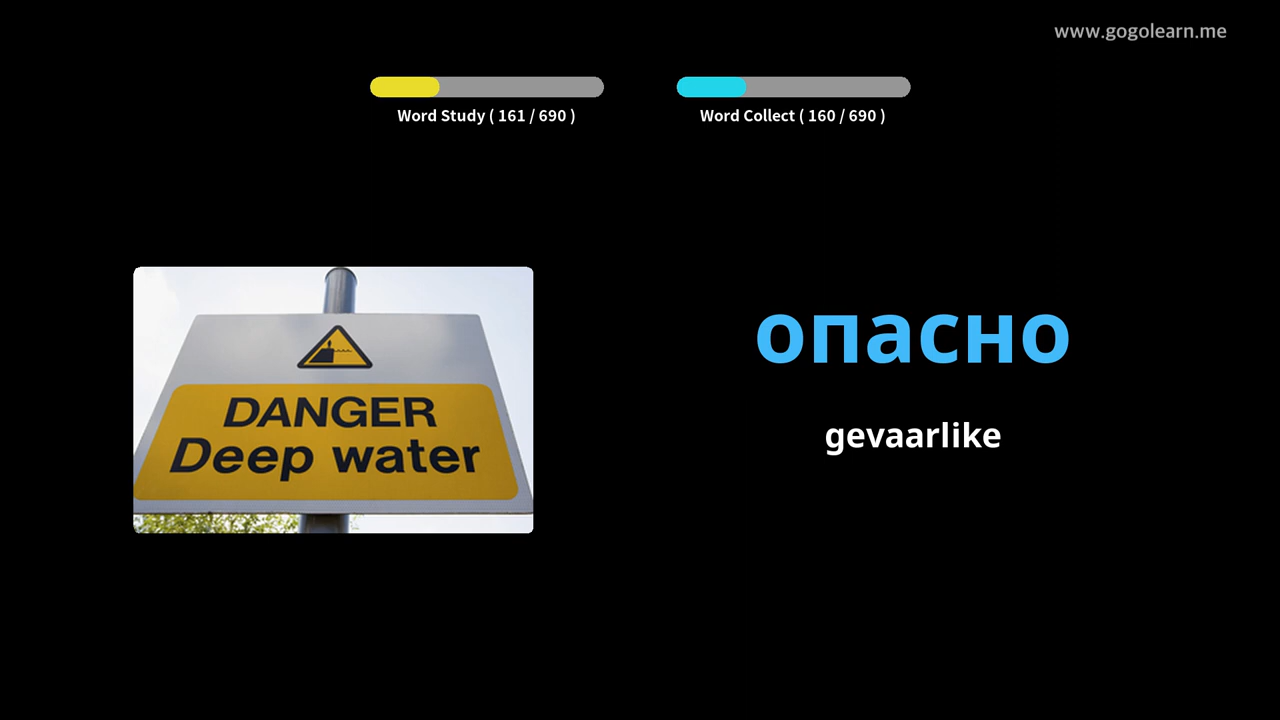 www.gogolearn.me
Word Study ( 161 / 690 )
Word Collect ( 160 / 690 )
DANGER
Deep water
опасно
gevaarlike